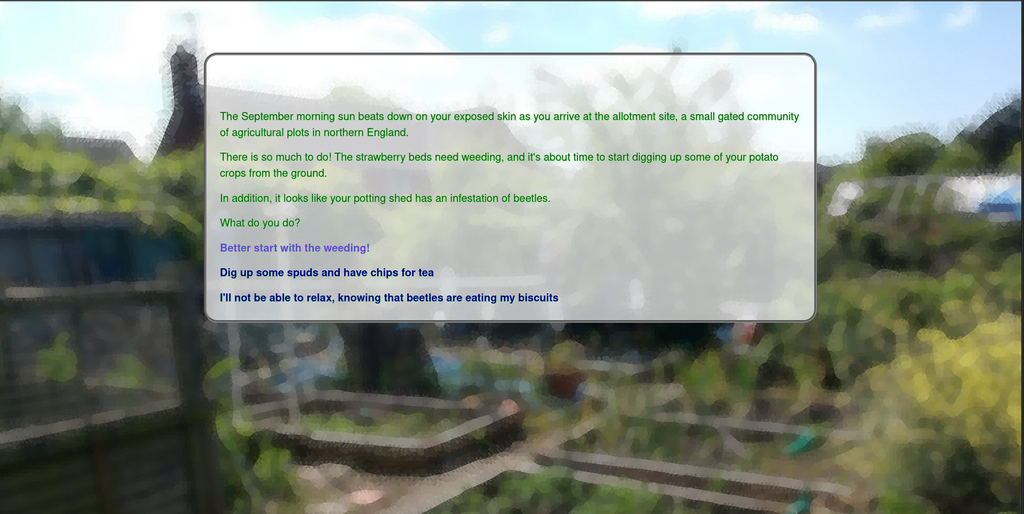 The September morning sun beats down on your exposed skin as you arrive at the allotment site, a small gated community
of agricultural plots in northern England.
There is so much to do! The strawberry beds need weeding, and it's about time to start digging up some of your potato
crops from the ground.
In addition, it looks like your potting shed has an infestation of beetles.
What do you do?
Better start with the weeding!
Dig up some spuds and have chips for tea
I'll not be able to relax, knowing that beetles are eating my biscuits